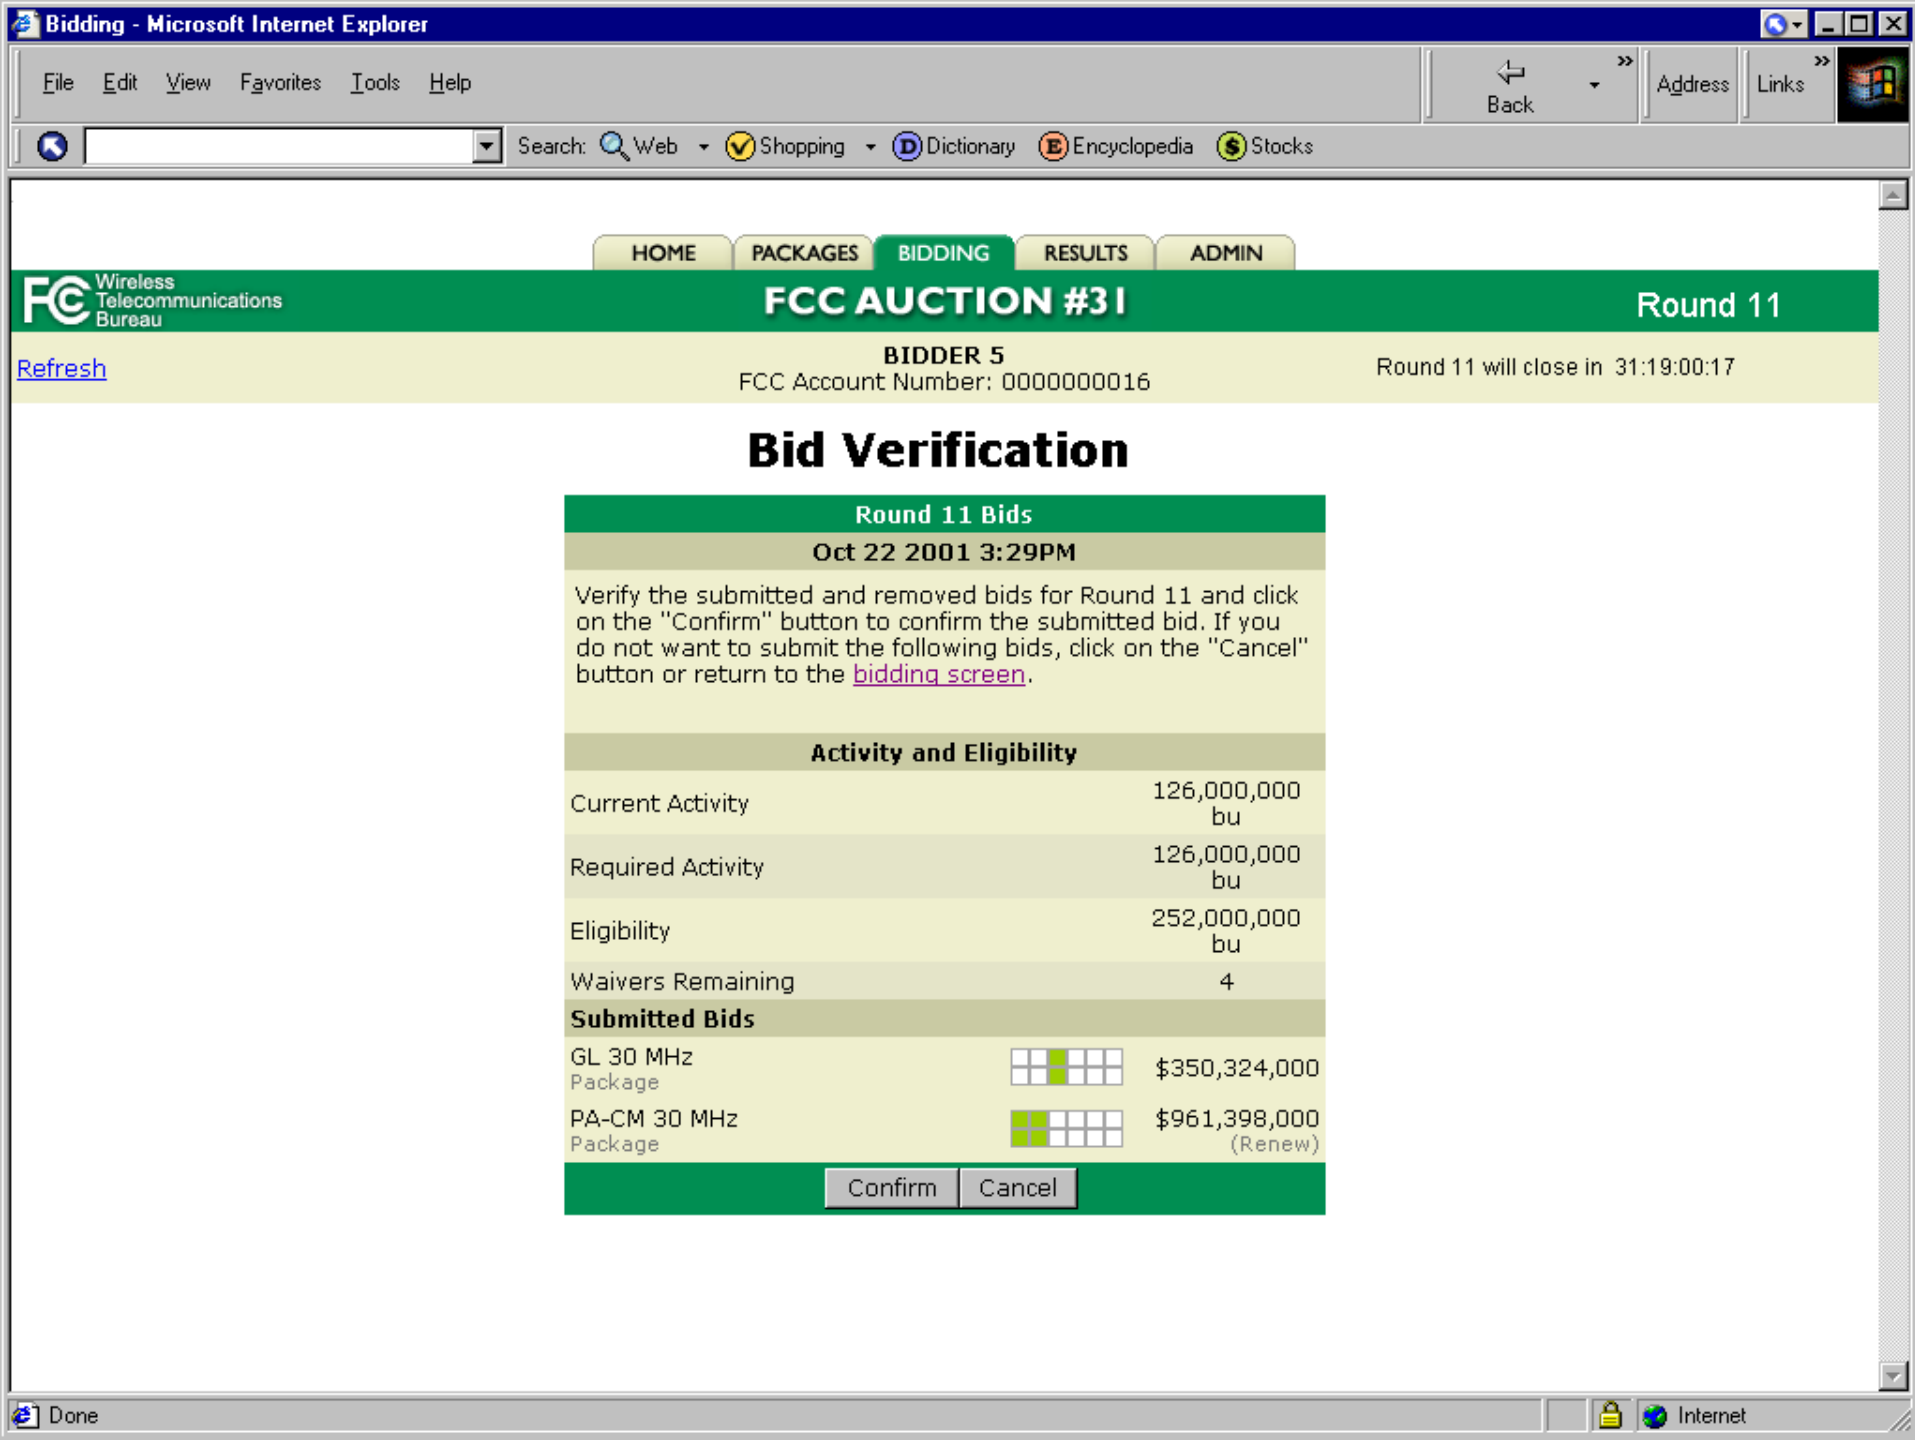 Bidding - Microsoft Internet Explorer
File Edit View Favorites Tools Help
Back
»
Address
Links
»
Search: Web Shopping D Dictionary E Encyclopedia $ Stocks
HOME PACKAGES BIDDING RESULTS ADMIN
FCC Wireless
Telecommunications
Bureau
FCC AUCTION #31
Round 11
Refresh
BIDDER 5
FCC Account Number: 0000000016
Round 11 will close in 31:19:00:17
Bid Verification
Round 11 Bids
Oct 22 2001 3:29PM
Verify the submitted and removed bids for Round 11 and click
on the "Confirm" button to confirm the submitted bid. If you
do not want to submit the following bids, click on the "Cancel"
button or return to the bidding screen.
Activity and Eligibility
Current Activity 126,000,000
bu
Required Activity 126,000,000
bu
Eligibility 252,000,000
bu
Waivers Remaining 4
Submitted Bids
GL 30 MHz $350,324,000
Package
PA-CM 30 MHz $961,398,000
Package (Renew)
Confirm Cancel
Done Internet